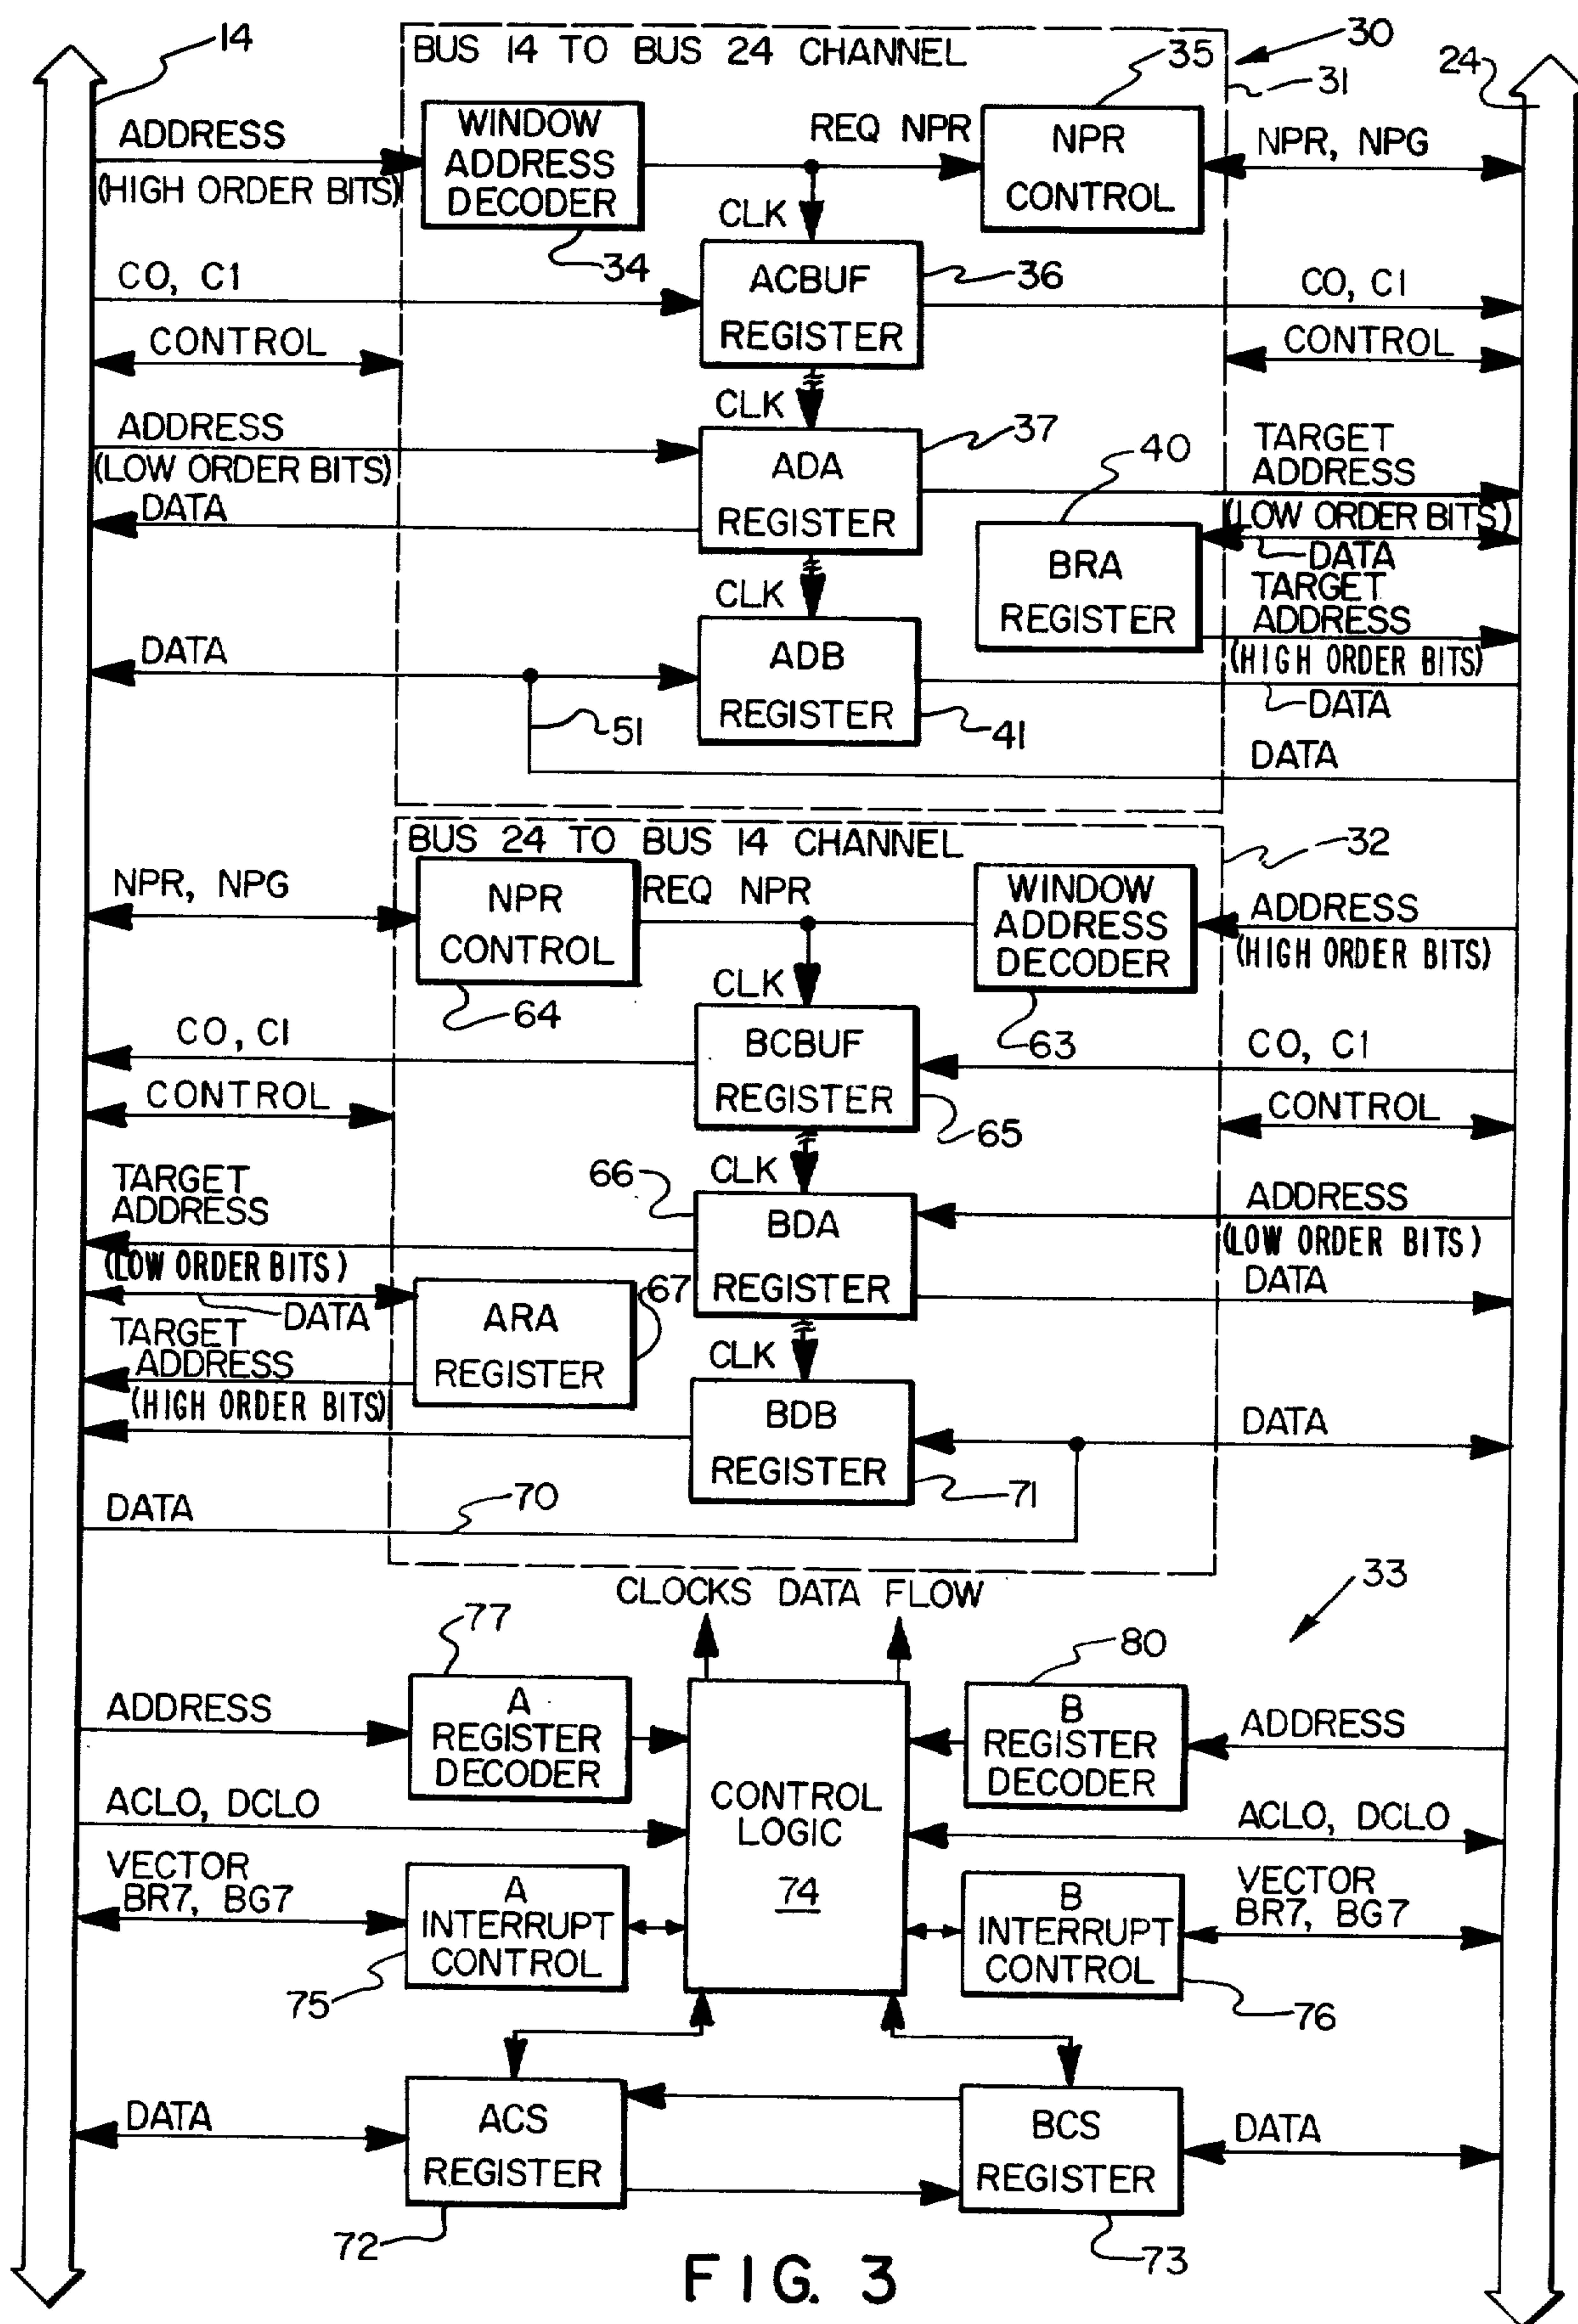 14
BUS 14 TO BUS 24 CHANNEL
30
31
35
24
ADDRESS
(HIGH ORDER BITS)
WINDOW
ADDRESS
DECODER
34
REQ NPR
NPR
CONTROL
NPR, NPG
CLK
CO, C1
ACBUF
REGISTER
36
CO, C1
CONTROL
CONTROL
CLK
ADDRESS
(LOW ORDER BITS)
ADA
REGISTER
37
40
TARGET
ADDRESS
(LOW ORDER BITS)
DATA
BRA
REGISTER
DATA
TARGET
ADDRESS
(HIGH ORDER BITS)
CLK
DATA
ADB
REGISTER
41
DATA
51
DATA
BUS 24 TO BUS 14 CHANNEL
32
NPR, NPG
NPR
CONTROL
64
REQ NPR
WINDOW
ADDRESS
DECODER
63
ADDRESS
(HIGH ORDER BITS)
CLK
CO, C1
BCBUF
REGISTER
65
CO, C1
CONTROL
CONTROL
CLK
66
TARGET
ADDRESS
(LOW ORDER BITS)
BDA
REGISTER
ADDRESS
(LOW ORDER BITS)
DATA
DATA
ARA
REGISTER
67
TARGET
ADDRESS
(HIGH ORDER BITS)
CLK
BDB
REGISTER
71
DATA
DATA
70
CLOCKS DATA FLOW
33
77
80
ADDRESS
A
REGISTER
DECODER
CONTROL
LOGIC
74
B
REGISTER
DECODER
ADDRESS
ACLO, DCLO
ACLO, DCLO
VECTOR
BR7, BG7
A
INTERRUPT
CONTROL
75
B
INTERRUPT
CONTROL
76
VECTOR
BR7, BG7
DATA
ACS
REGISTER
72
BCS
REGISTER
73
DATA
FIG. 3